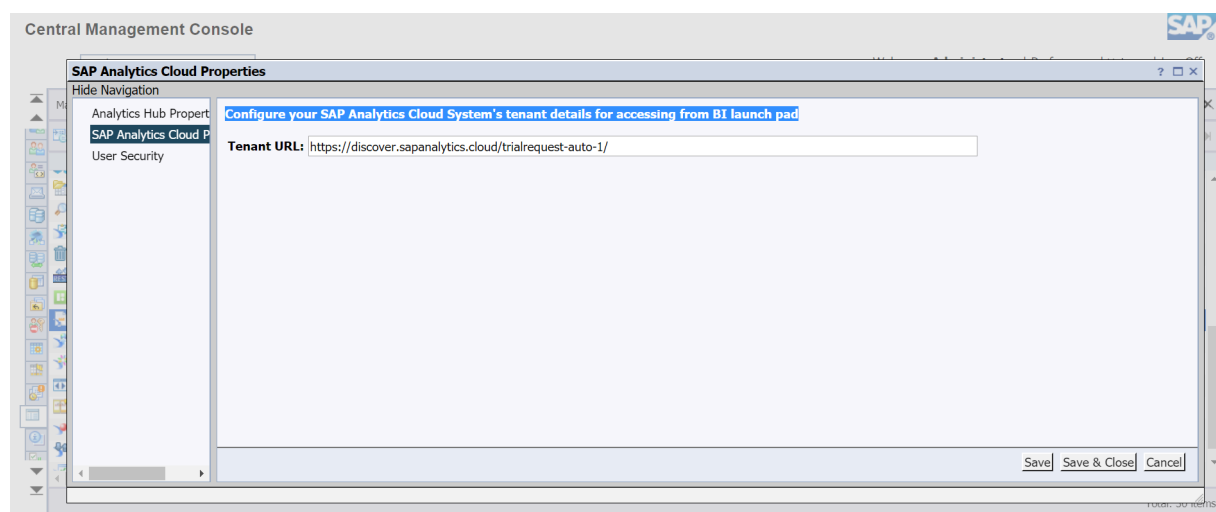 Central Management Console
SAP
SAP Analytics Cloud Properties
?
Hide Navigation
Analytics Hub Propert
SAP Analytics Cloud P
User Security
Configure your SAP Analytics Cloud System's tenant details for accessing from BI launch pad
Tenant URL: https://discover.sapanalytics.cloud/trialrequest-auto-1/
Save Save & Close Cancel